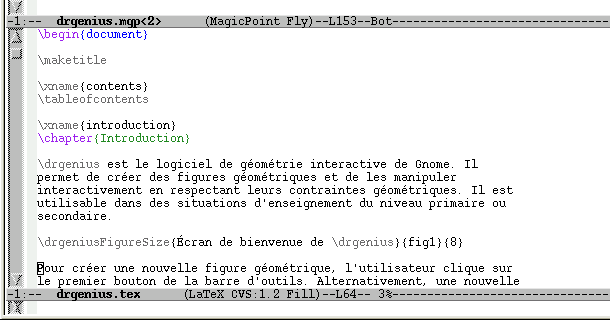 -1:-- drgenius.mgp<2> (MagicPoint Fly)--L153--Bot----------------------------
\begin{document}
\maketitle
\xname{contents}
\tableofcontents
\xname{introduction}
\chapter{Introduction}
\drgenius est le logiciel de géométrie interactive de Gnome. Il
permet de créer des figures géométriques et de les manipuler
interactivement en respectant leurs contraintes géométriques. Il est
utilisable dans des situations d'enseignement du niveau primaire ou
secondaire.
\drgeniusFigureSize{Écran de bienvenue de \drgenius}{fig1}{8}
Pour créer une nouvelle figure géométrique, l'utilisateur clique sur
le premier bouton de la barre d'outils. Alternativement, une nouvelle
-1:-- drgenius.tex (LaTeX CVS:1.2 Fill)--L64-- 3%----------------------------